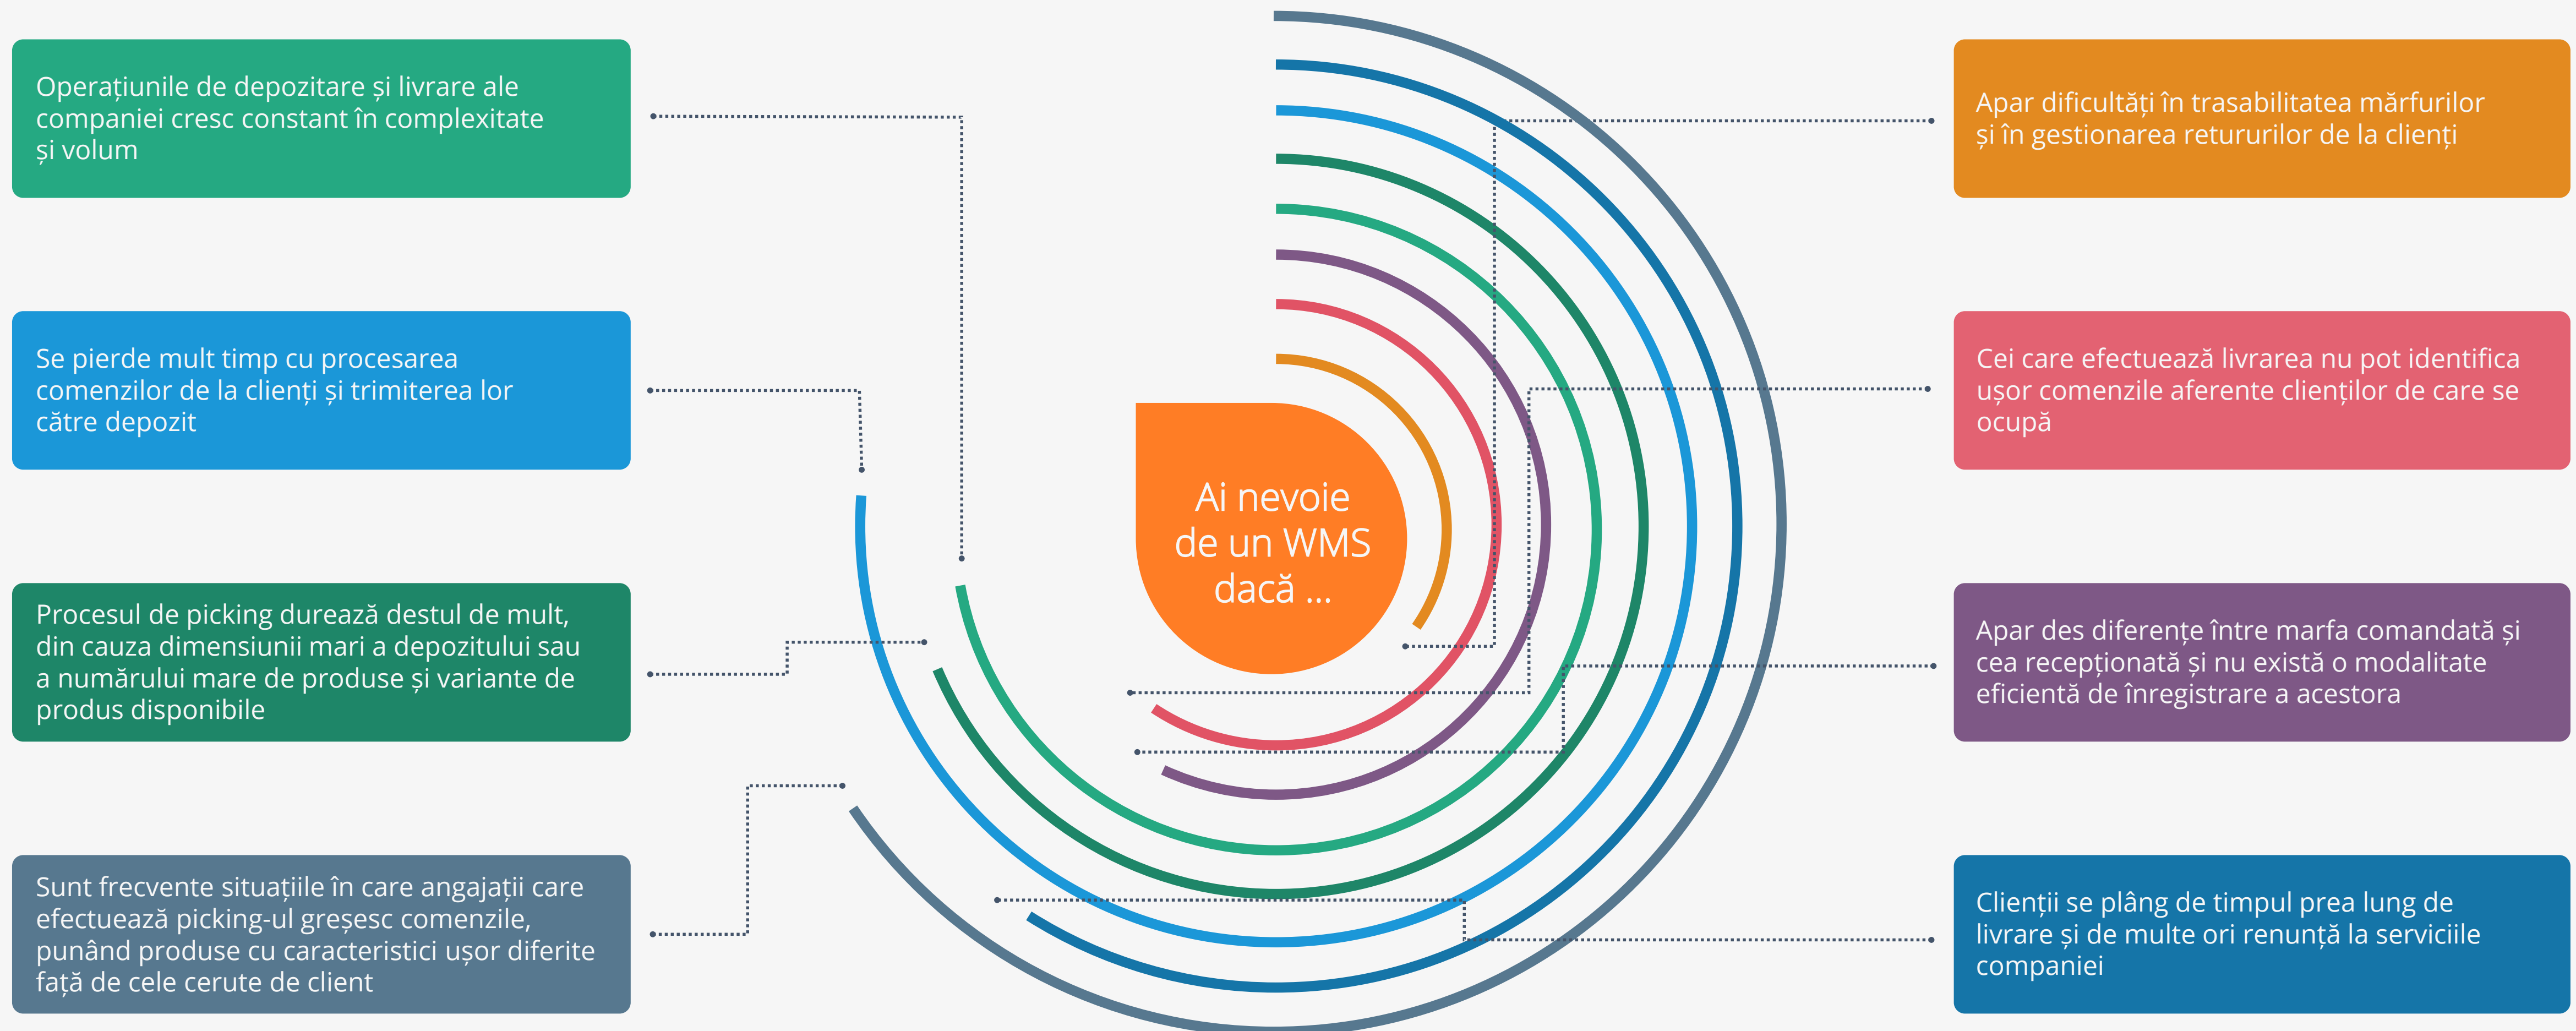 Operațiunile de depozitare și livrare ale
companiei cresc constant în complexitate
și volum
Se pierde mult timp cu procesarea
comenzilor de la clienți și trimiterea lor
către depozit
Procesul de picking durează destul de mult,
din cauza dimensiunii mari a depozitului sau
a numărului mare de produse și variante de
produs disponibile
Sunt frecvente situațiile în care angajații care
efectuează picking-ul greșesc comenzile,
punând produse cu caracteristici ușor diferite
față de cele cerute de client
Ai nevoie
de un WMS
dacă ...
Apar dificultăți în trasabilitatea mărfurilor
și în gestionarea retururilor de la clienți
Cei care efectuează livrarea nu pot identifica
ușor comenzile aferente clienților de care se
ocupă
Apar des diferențe între marfa comandată și
cea recepționată și nu există o modalitate
eficientă de înregistrare a acestora
Clienții se plâng de timpul prea lung de
livrare și de multe ori renunță la serviciile
companiei